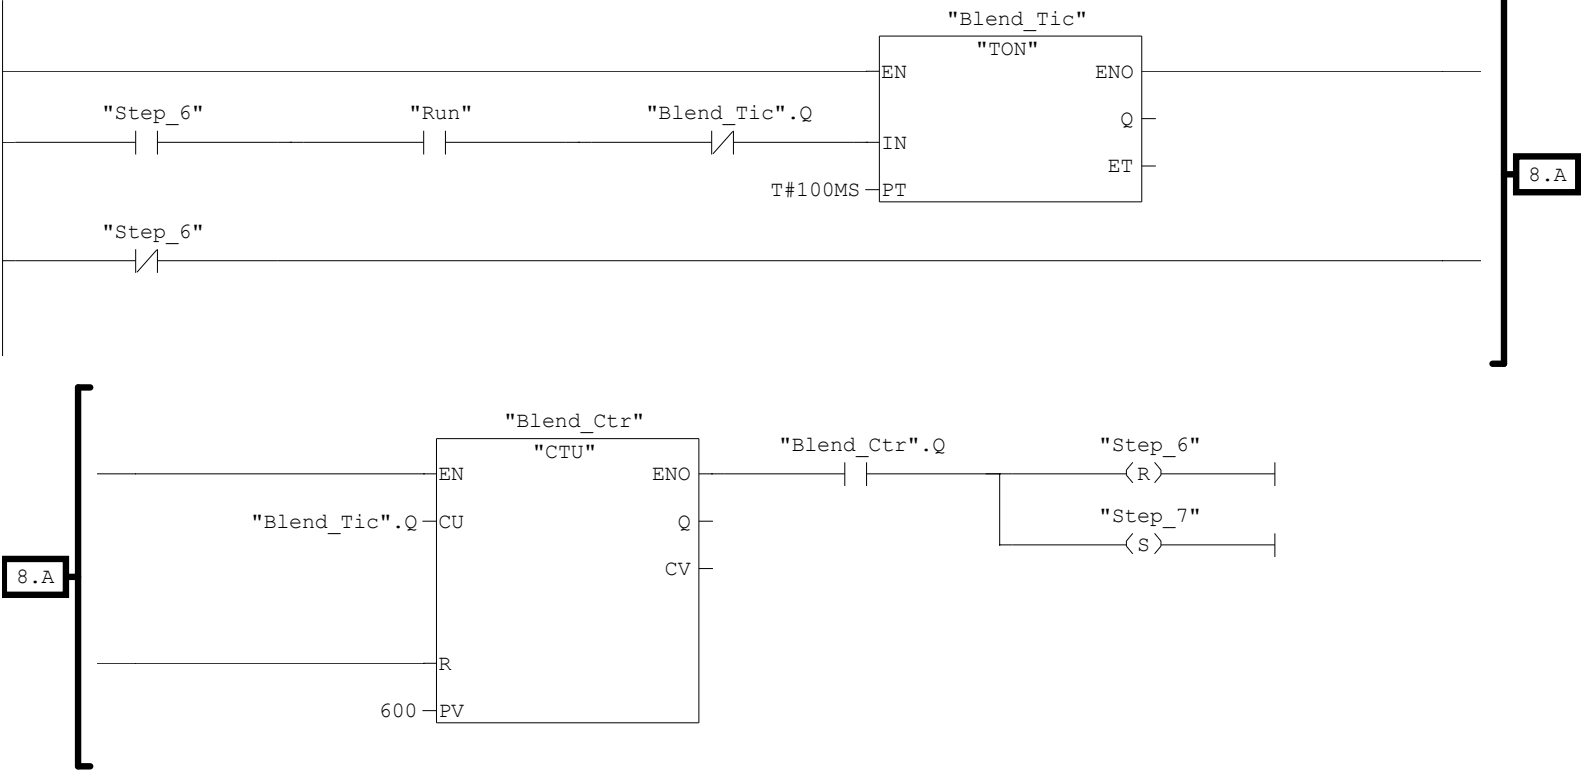 "Blend_Tic"
"TON"
EN ENO
"Step_6" "Run" "Blend_Tic".Q
Q
IN
ET
T#100MS PT
8.A
"Step_6"
"Blend_Ctr"
"CTU"
"Blend_Ctr".Q "Step_6"
EN ENO
R
"Step_7"
"Blend_Tic".Q CU Q
S
CV
8.A
R
600 PV